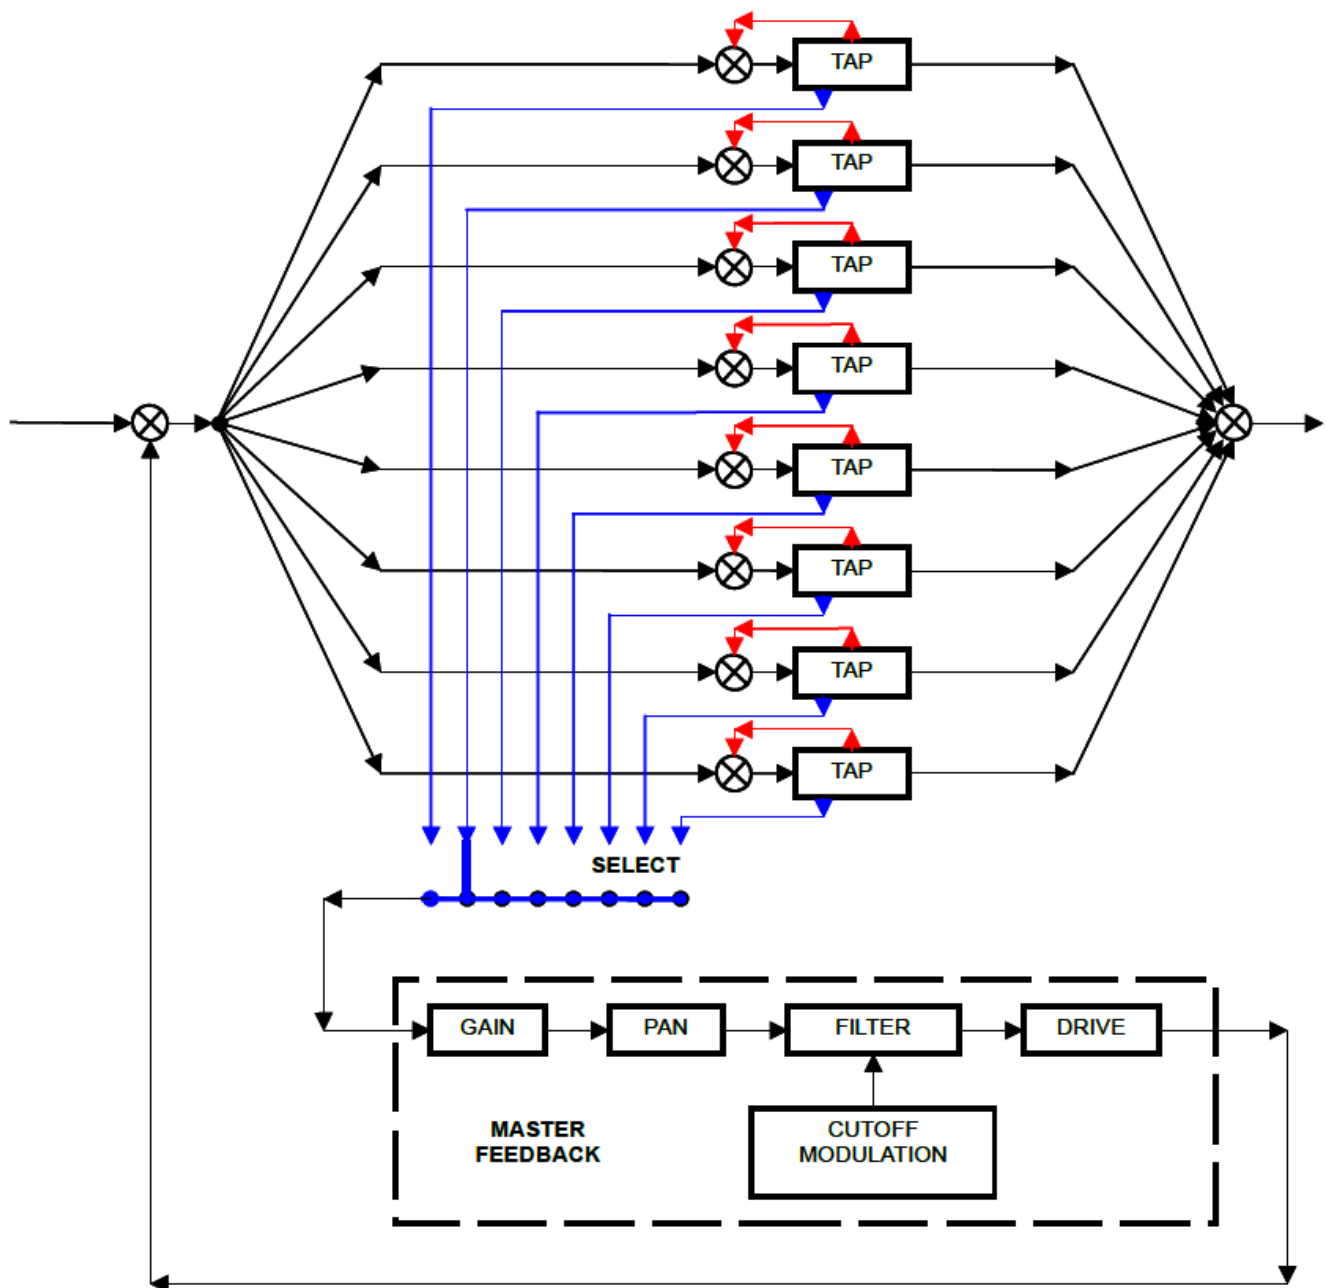 TAP
TAP
TAP
TAP
TAP
TAP
TAP
TAP
SELECT
GAIN
PAN
FILTER
DRIVE
MASTER
FEEDBACK
CUTOFF
MODULATION